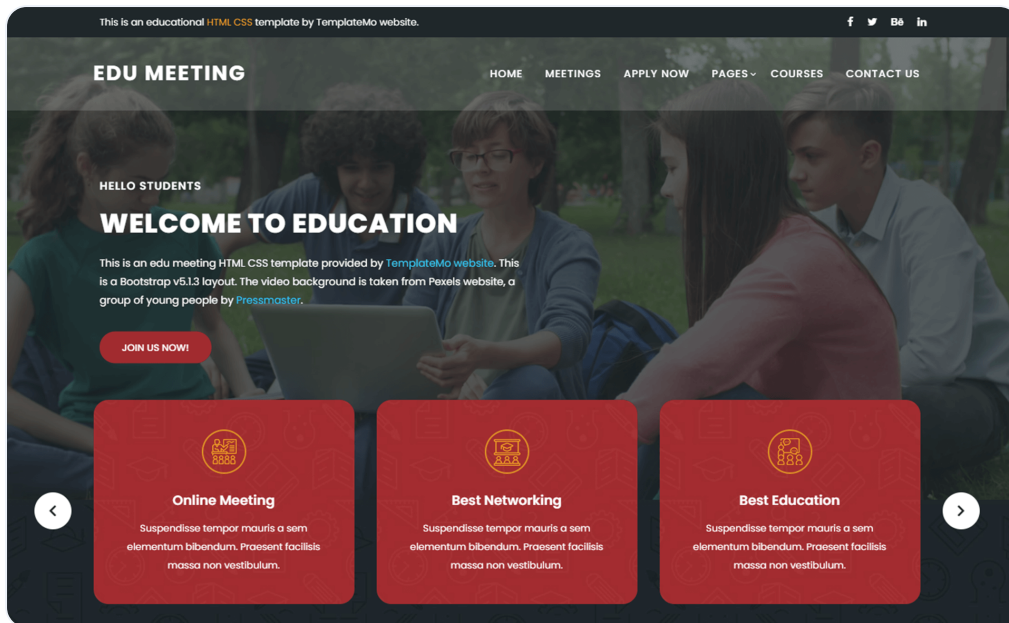 This is an educational HTML CSS template by TemplateMo website.
f Bē in
EDU MEETING
HOME MEETINGS APPLY NOW PAGES COURSES CONTACT US
HELLO STUDENTS
WELCOME TO EDUCATION
This is an edu meeting HTML CSS template provided by TemplateMo website. This
is a Bootstrap v5.1.3 layout. The video background is taken from Pexels website, a
group of young people by Pressmaster.
JOIN US NOW!
Online Meeting
Suspendisse tempor mauris a sem
elementum bibendum. Praesent facilisis
massa non vestibulum.
Best Networking
Suspendisse tempor mauris a sem
elementum bibendum. Praesent facilisis
massa non vestibulum.
Best Education
Suspendisse tempor mauris a sem
elementum bibendum. Praesent facilisis
massa non vestibulum.